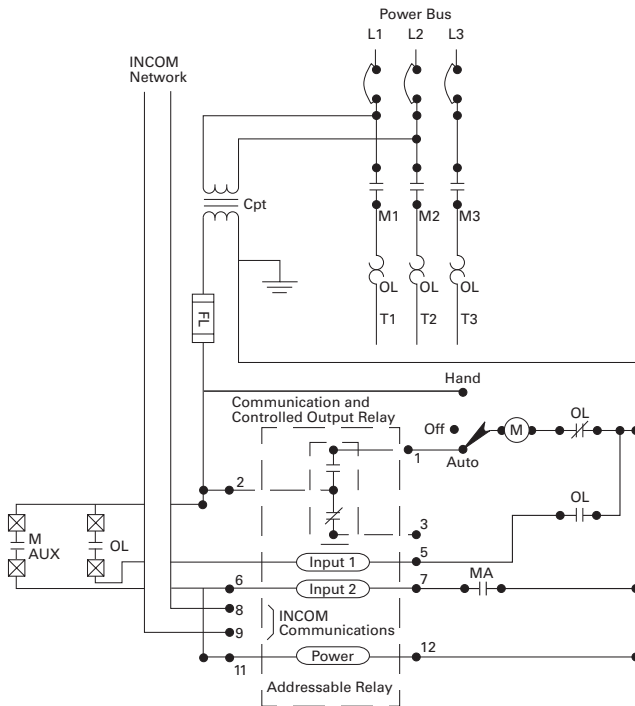 Power Bus
L1 L2 L3
INCOM
Network
Cpt
M1 M2 M3
OL OL OL
FL
T1 T2 T3
Hand
Communication and
Controlled Output Relay
Off
OL
M
1
Auto
2
OL
3
M
AUX
OL
5
Input 1
6
Input 2
7
MA
8
INCOM
Communications
9
Power
12
11
Addressable Relay